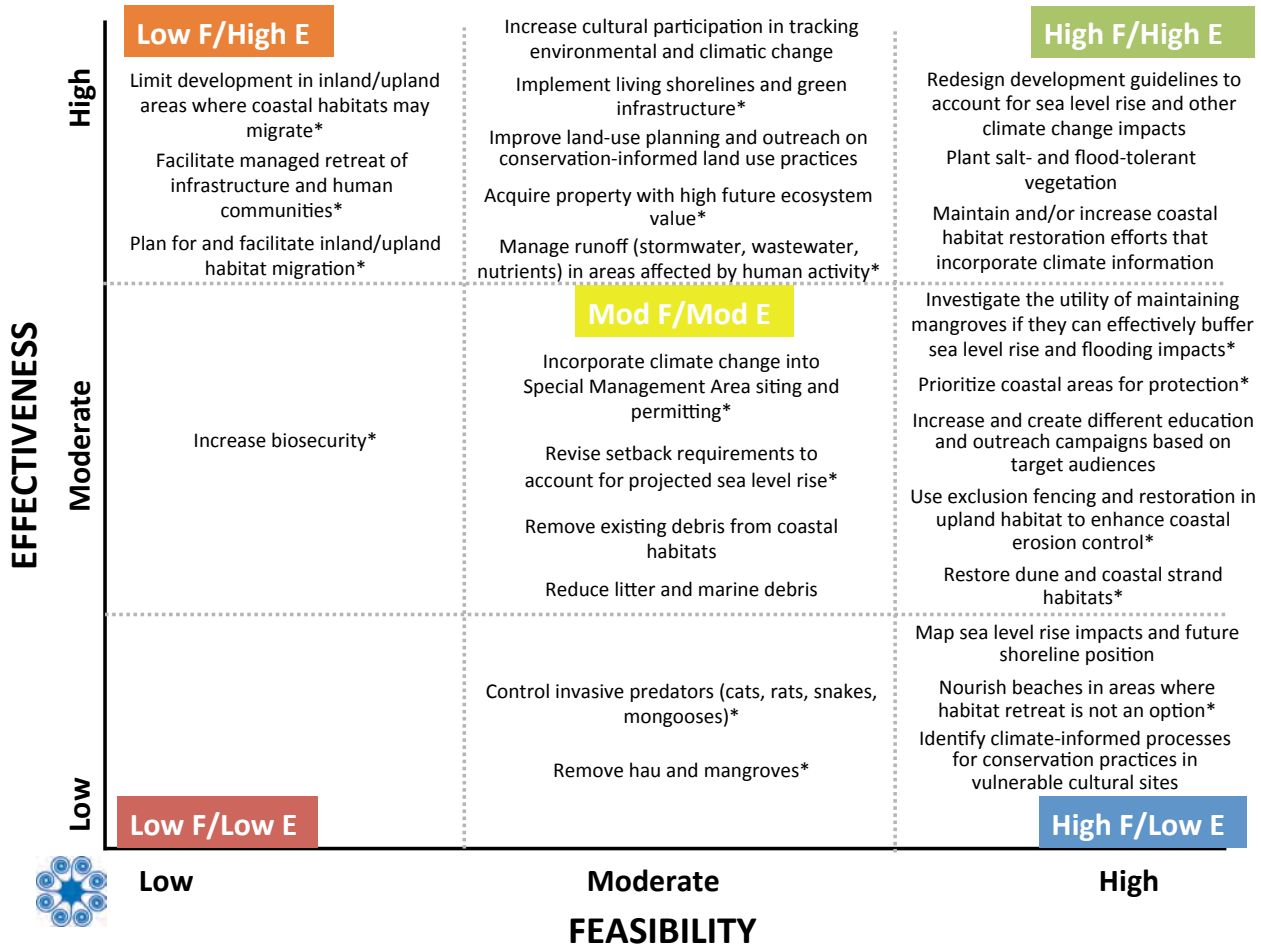 Low F/High E
Limit development in inland/upland
areas where coastal habitats may
migrate*
Facilitate managed retreat of
infrastructure and human
communities*
Plan for and facilitate inland/upland
habitat migration*
Increase cultural participation in tracking
environmental and climatic change
Implement living shorelines and green
infrastructure*
Improve land-use planning and outreach on
conservation-informed land use practices
Acquire property with high future ecosystem
value*
Manage runoff (stormwater, wastewater,
nutrients) in areas affected by human activity*
High F/High E
Redesign development guidelines to
account for sea level rise and other
climate change impacts
Plant salt- and flood-tolerant
vegetation
Maintain and/or increase coastal
habitat restoration efforts that
incorporate climate information
High
EFFECTIVENESS
Moderate
Increase biosecurity*
Mod F/Mod E
Incorporate climate change into
Special Management Area siting and
permitting*
Revise setback requirements to
account for projected sea level rise*
Remove existing debris from coastal
habitats
Reduce litter and marine debris
Investigate the utility of maintaining
mangroves if they can effectively buffer
sea level rise and flooding impacts*
Prioritize coastal areas for protection*
Increase and create different education
and outreach campaigns based on
target audiences
Use exclusion fencing and restoration in
upland habitat to enhance coastal
erosion control*
Restore dune and coastal strand
habitats*
Low
Low F/Low E
Control invasive predators (cats, rats, snakes,
mongooses)*
Remove hau and mangroves*
Map sea level rise impacts and future
shoreline position
Nourish beaches in areas where
habitat retreat is not an option*
Identify climate-informed processes
for conservation practices in
vulnerable cultural sites
High F/Low E
Low
Moderate
High
FEASIBILITY